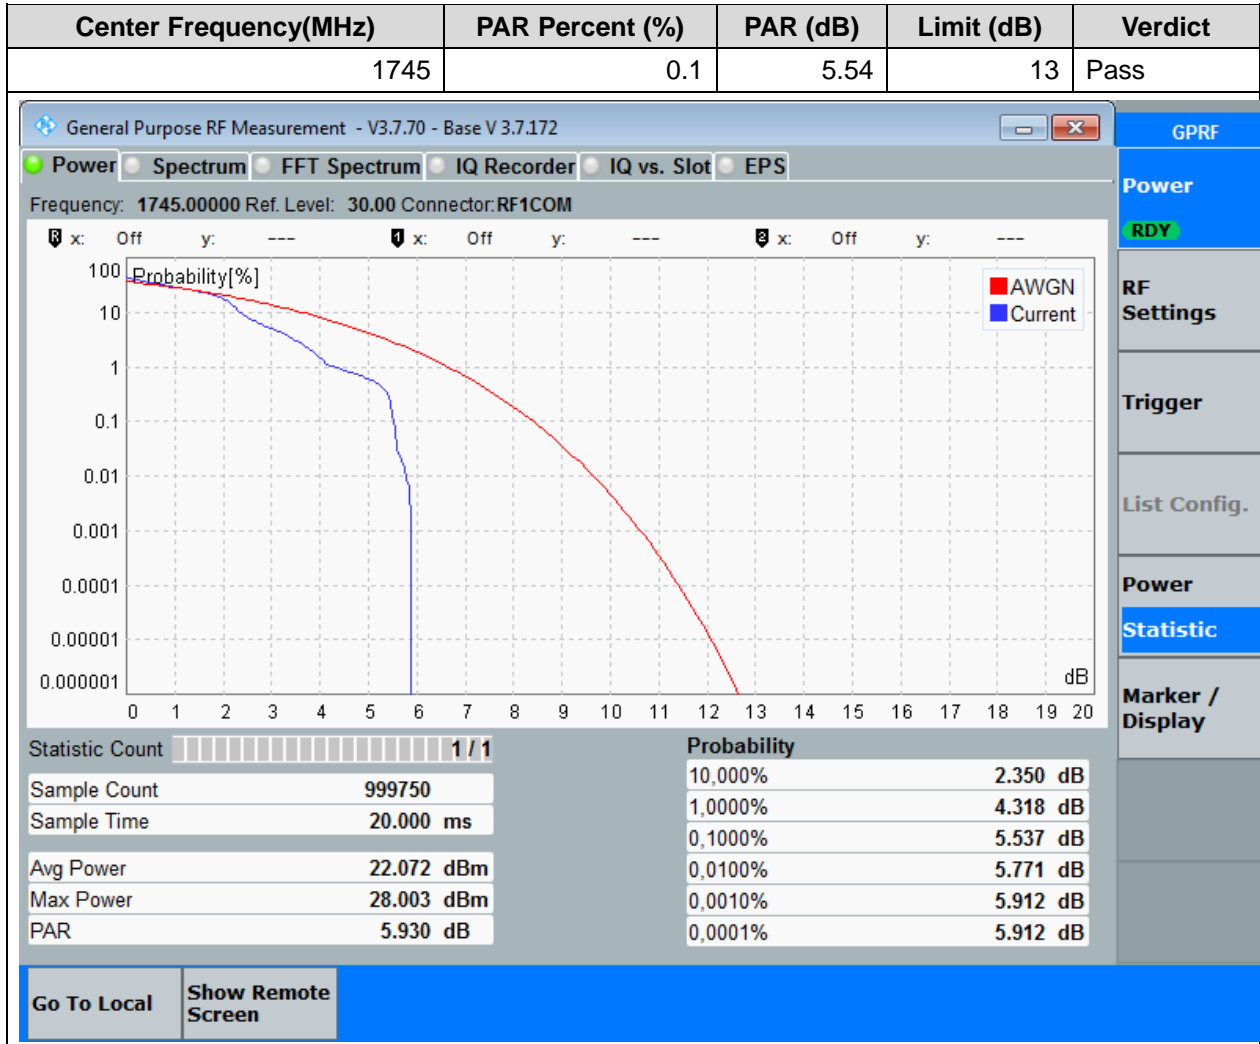 Center Frequency(MHz) PAR Percent (%) PAR (dB) Limit (dB) Verdict
1745 0.1 5.54 13 Pass
General Purpose RF Measurement - V3.7.70 - Base V 3.7.172
GPRF
Power Spectrum FFT Spectrum IQ Recorder IQ vs. Slot EPS
Power
RDY
Frequency: 1745.00000 Ref. Level: 30.00 Connector: RF1COM
R x: Off y: --- 1 x: Off y: --- 2 x: Off y: ---
Probability[%]
100
10
1
0.1
0.01
0.001
0.0001
0.00001
0.000001
AWGN
Current
dB
0 1 2 3 4 5 6 7 8 9 10 11 12 13 14 15 16 17 18 19 20
RF
Settings
Trigger
List Config.
Power
Statistic
Marker /
Display
Statistic Count 1 / 1
Sample Count 999750
Sample Time 20.000 ms
Avg Power 22.072 dBm
Max Power 28.003 dBm
PAR 5.930 dB
Probability
10,000% 2.350 dB
1,0000% 4.318 dB
0,1000% 5.537 dB
0,0100% 5.771 dB
0,0010% 5.912 dB
0,0001% 5.912 dB
Go To Local
Show Remote
Screen